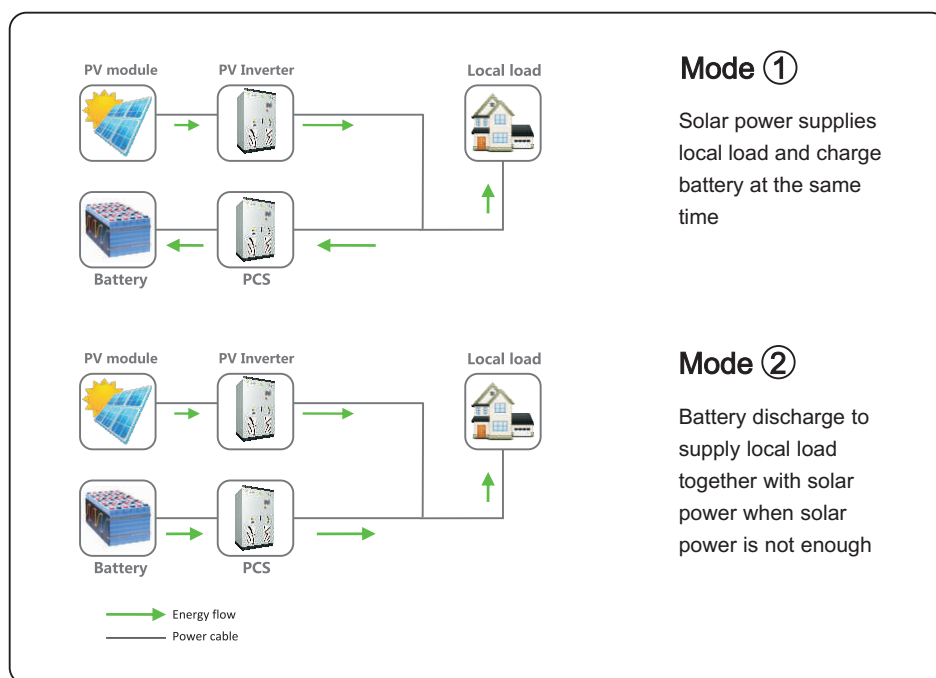 PV module
PV Inverter
Local load
Battery
PCS
Mode ①
Solar power supplies
local load and charge
battery at the same
time
PV module
PV Inverter
Local load
Battery
PCS
Mode ②
Battery discharge to
supply local load
together with solar
power when solar
power is not enough
Energy flow
Power cable